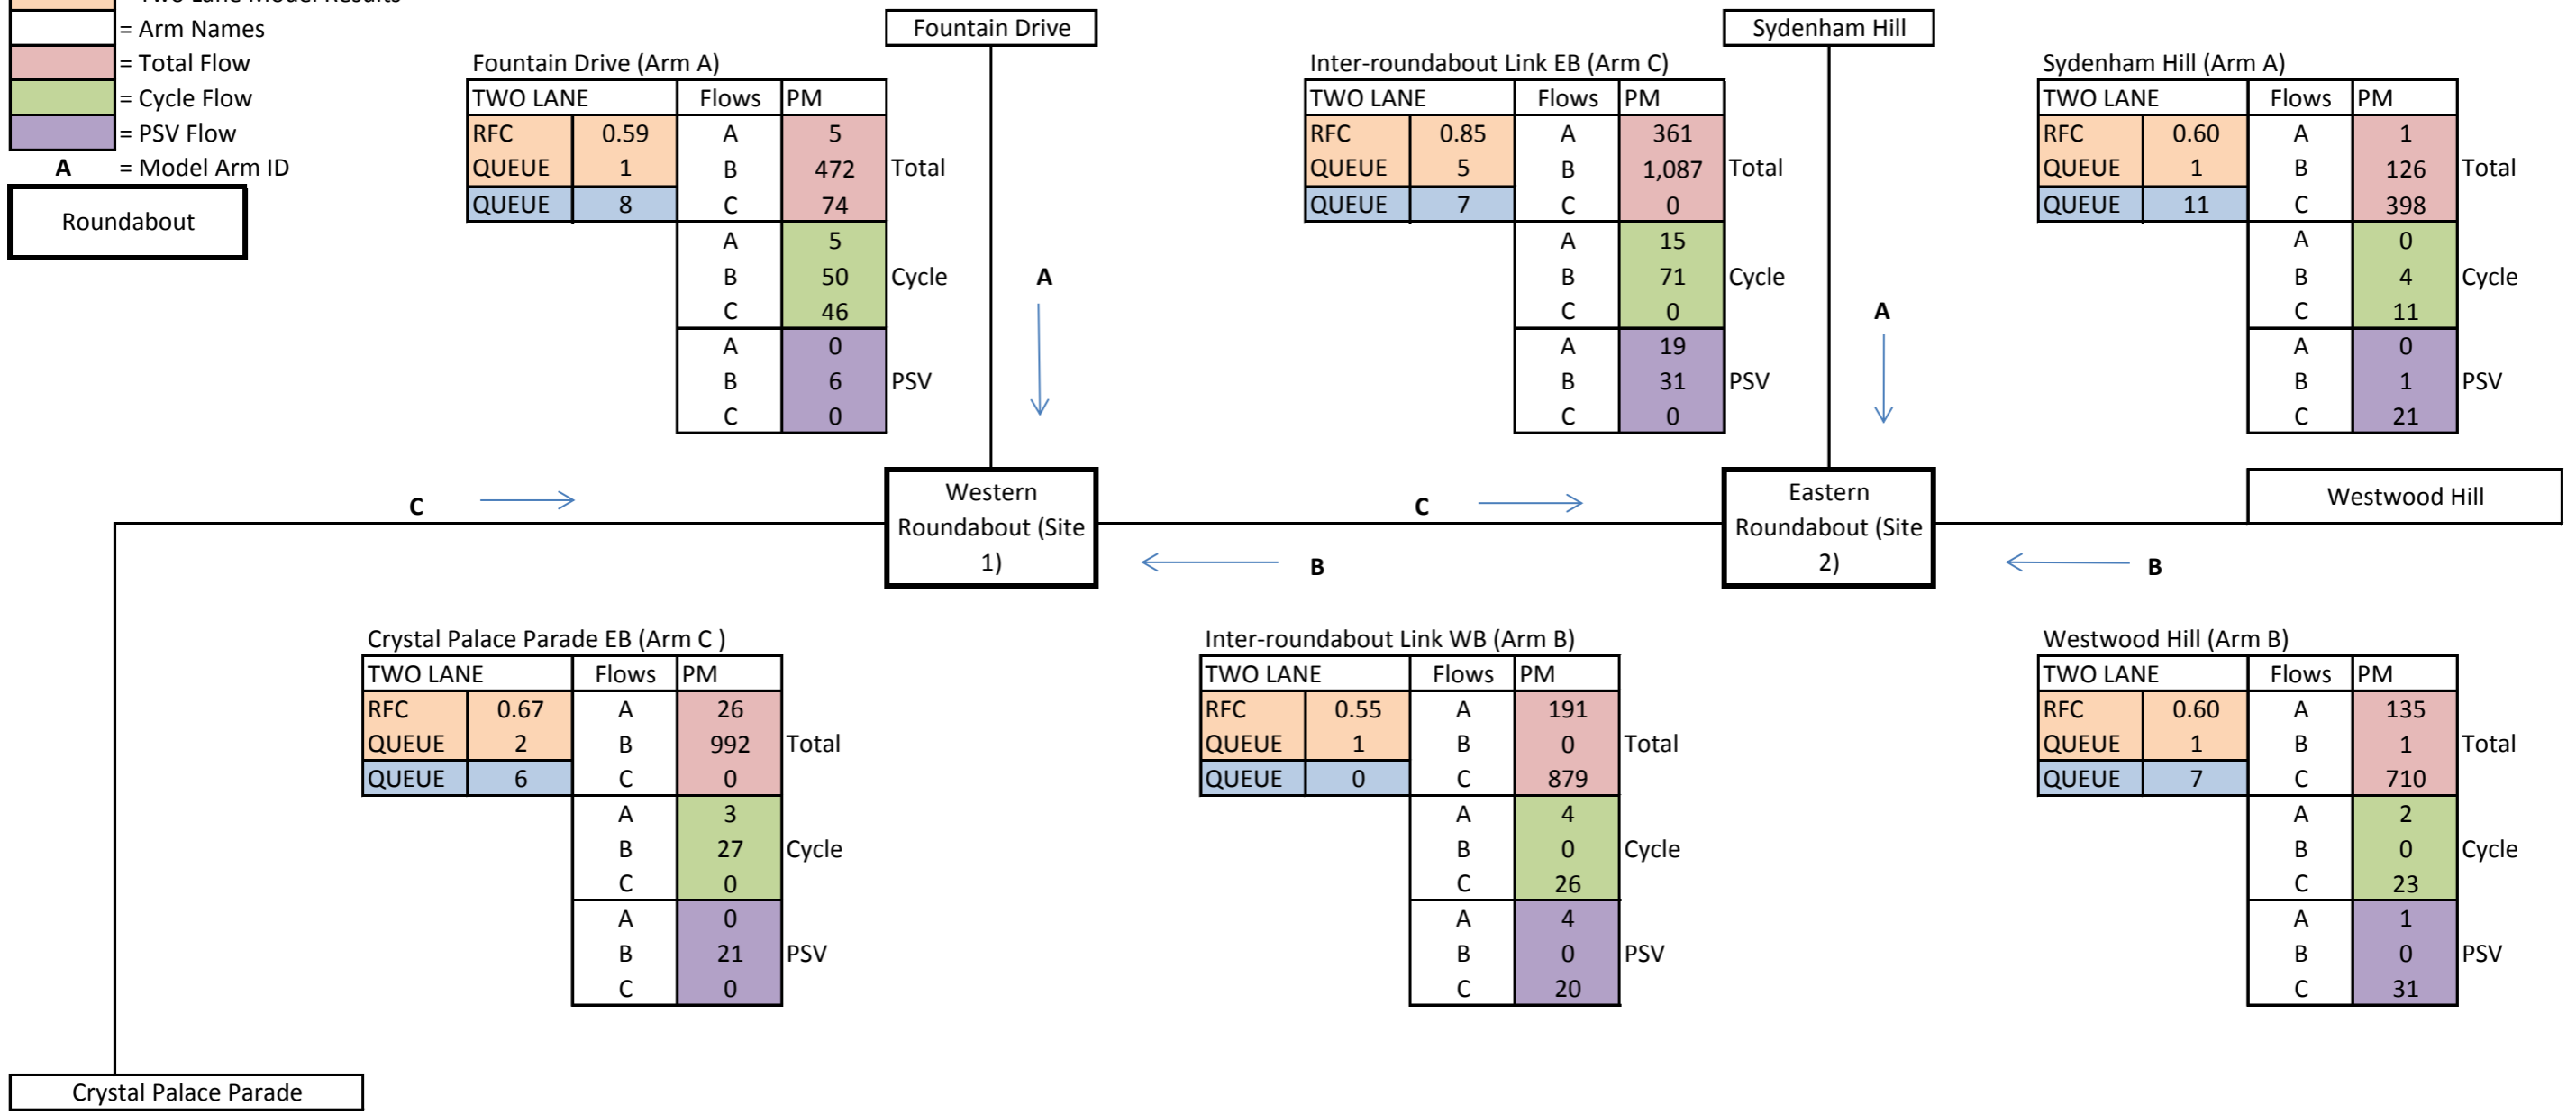 Two Lane Model Results
= Arm Names
= Total Flow
= Cycle Flow
= PSV Flow
A = Model Arm ID
Roundabout
Fountain Drive
Sydenham Hill
Fountain Drive (Arm A)
TWO LANE Flows PM
RFC 0.59 A 5
QUEUE 1 B 472 Total
QUEUE 8 C 74
A 5
B 50 Cycle
C 46
A 0
B 6 PSV
C 0
A
Inter-roundabout Link EB (Arm C)
TWO LANE Flows PM
RFC 0.85 A 361
QUEUE 5 B 1,087 Total
QUEUE 7 C 0
A 15
B 71 Cycle
C 0
A 19
B 31 PSV
C 0
A
Sydenham Hill (Arm A)
TWO LANE Flows PM
RFC 0.60 A 1
QUEUE 1 B 126 Total
QUEUE 11 C 398
A 0
B 4 Cycle
C 11
A 0
B 1 PSV
C 21
C
Western
Roundabout (Site
1)
C
B
Eastern
Roundabout (Site
2)
B
Westwood Hill
Crystal Palace Parade EB (Arm C )
TWO LANE Flows PM
RFC 0.67 A 26
QUEUE 2 B 992 Total
QUEUE 6 C 0
A 3
B 27 Cycle
C 0
A 0
B 21 PSV
C 0
Inter-roundabout Link WB (Arm B)
TWO LANE Flows PM
RFC 0.55 A 191
QUEUE 1 B 0 Total
QUEUE 0 C 879
A 4
B 0 Cycle
C 26
A 4
B 0 PSV
C 20
Westwood Hill (Arm B)
TWO LANE Flows PM
RFC 0.60 A 135
QUEUE 1 B 1 Total
QUEUE 7 C 710
A 2
B 0 Cycle
C 23
A 1
B 0 PSV
C 31
Crystal Palace Parade